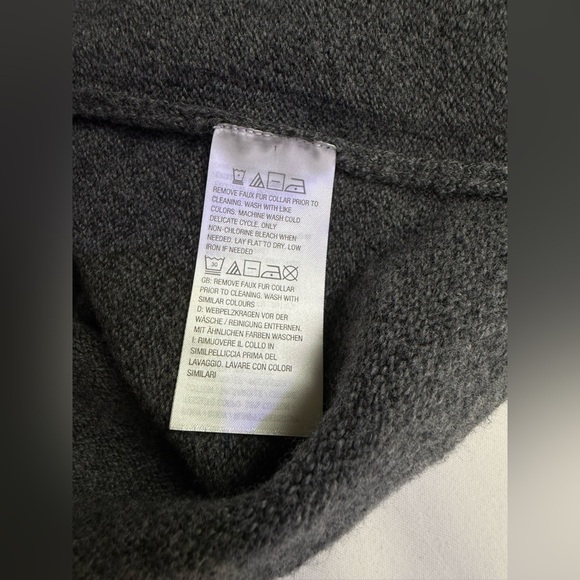 REMOVE FAUX FUR COLLAR PRIOR TO
CLEANING. WASH WITH LIKE
COLORS. MACHINE WASH COLD
DELICATE CYCLE. ONLY
NON-CHLORINE BLEACH WHEN
NEEDED. LAY FLAT TO DRY. LOW
IRON IF NEEDED
30
GB: REMOVE FAUX FUR COLLAR
PRIOR TO CLEANING. WASH WITH
SIMILAR COLOURS
D: WEBPELZKRAGEN VOR DER
WÄSCHE / REINIGUNG ENTFERNEN.
MIT ÄHNLICHEN FARBEN WASCHEN
I: RIMUOVERE IL COLLO IN
SIMILPELLICCIA PRIMA DEL
LAVAGGIO. LAVARE CON COLORI
SIMILARI